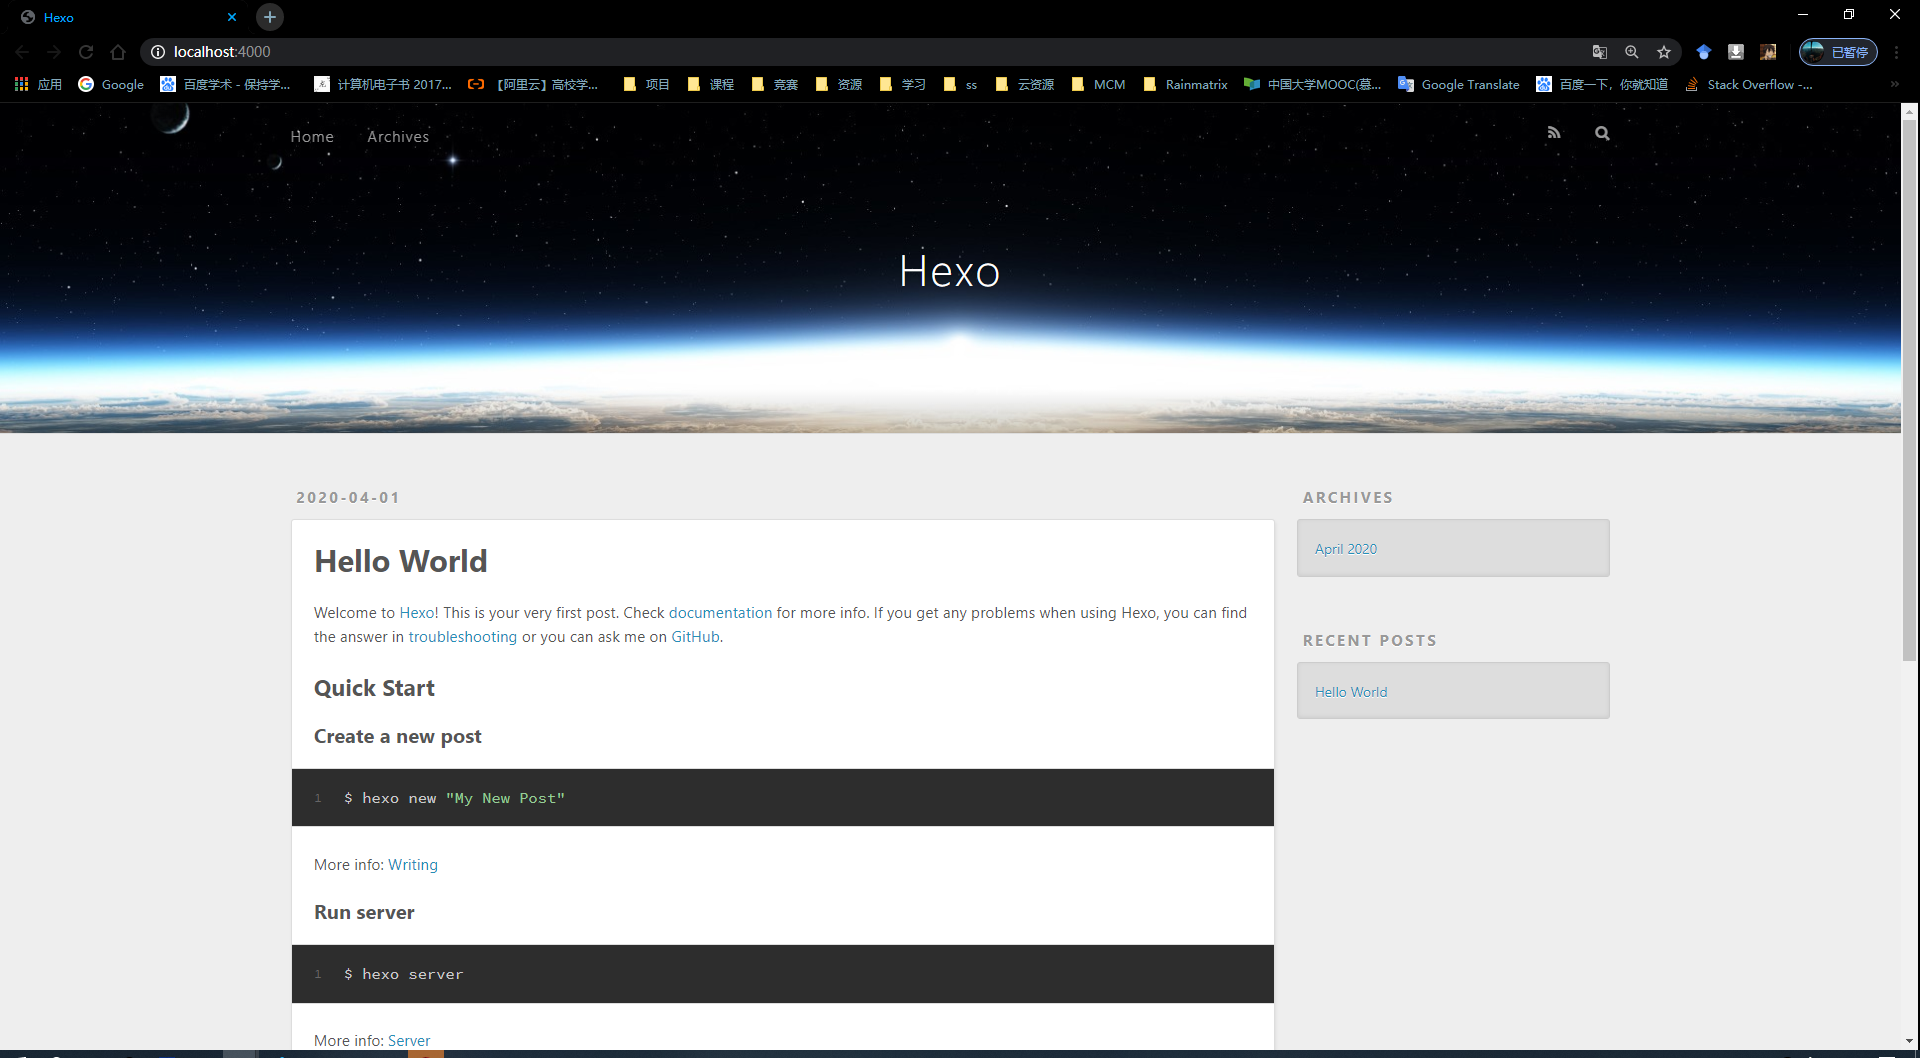 Hexo
localhost:4000
已暂停
应用
Google
百度学术 - 保持学...
计算机电子书 2017...
【阿里云】高校学...
项目
课程
竞赛
资源
学习
ss
云资源
MCM
Rainmatrix
中国大学MOOC(慕...
Google Translate
百度一下，你就知道
Stack Overflow -...
Home
Archives
Hexo
2020-04-01
Hello World
Welcome to Hexo! This is your very first post. Check documentation for more info. If you get any problems when using Hexo, you can find
the answer in troubleshooting or you can ask me on GitHub.
Quick Start
Create a new post
1 $ hexo new "My New Post"
More info: Writing
Run server
1 $ hexo server
More info: Server
ARCHIVES
April 2020
RECENT POSTS
Hello World